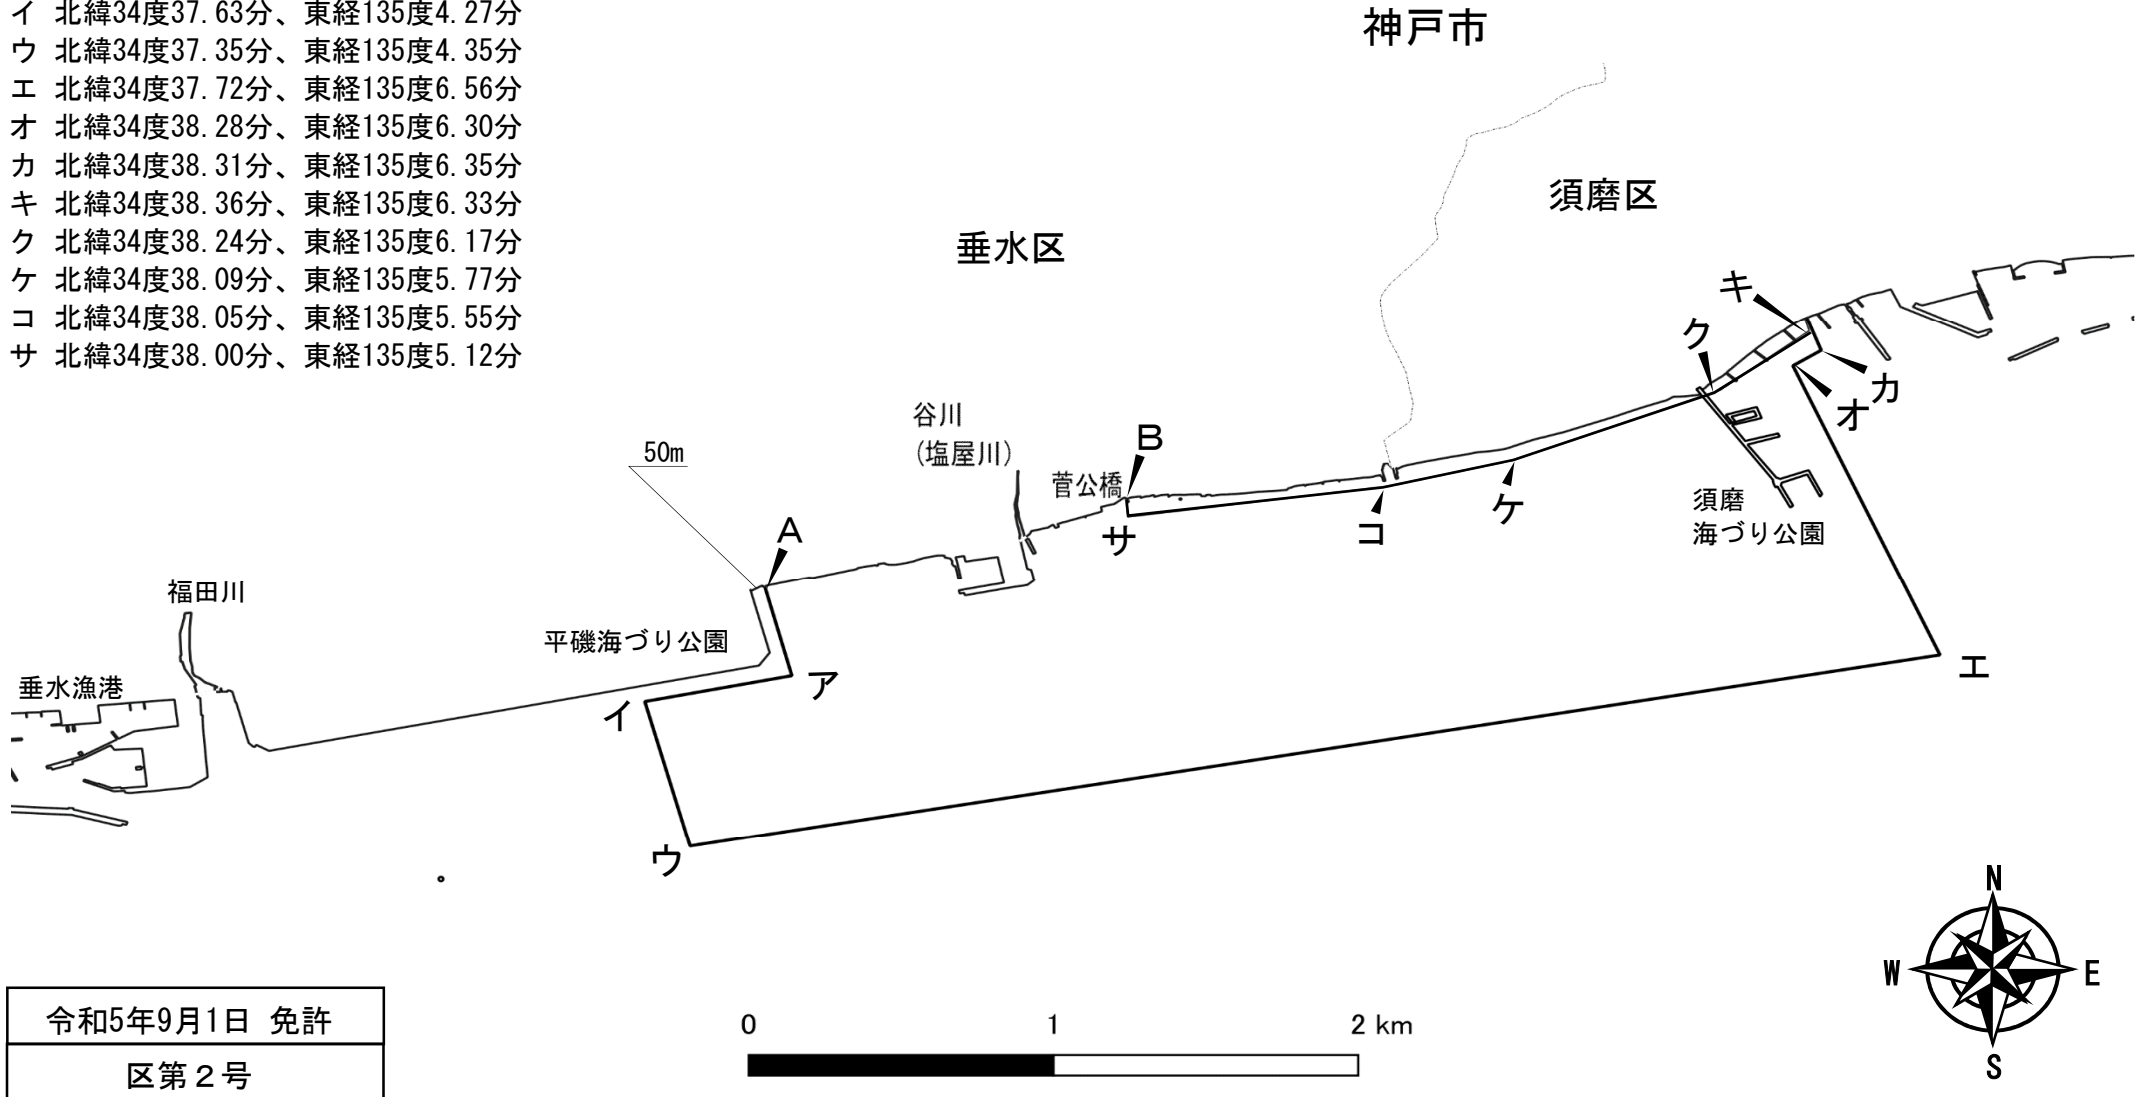 イ 北緯34度37.63分、東経135度4.27分
ウ 北緯34度37.35分、東経135度4.35分
エ 北緯34度37.72分、東経135度6.56分
オ 北緯34度38.28分、東経135度6.30分
カ 北緯34度38.31分、東経135度6.35分
キ 北緯34度38.36分、東経135度6.33分
ク 北緯34度38.24分、東経135度6.17分
ケ 北緯34度38.09分、東経135度5.77分
コ 北緯34度38.05分、東経135度5.55分
サ 北緯34度38.00分、東経135度5.12分
神戸市
須磨区
垂水区
キ
ク
カ
オ
谷川
(塩屋川)
B
50m
菅公橋
須磨
海づり公園
ケ
コ
サ
A
福田川
平磯海づり公園
垂水漁港
ア
イ
エ
ウ
N
W
E
S
0
1
2 km
令和5年9月1日 免許
区第2号